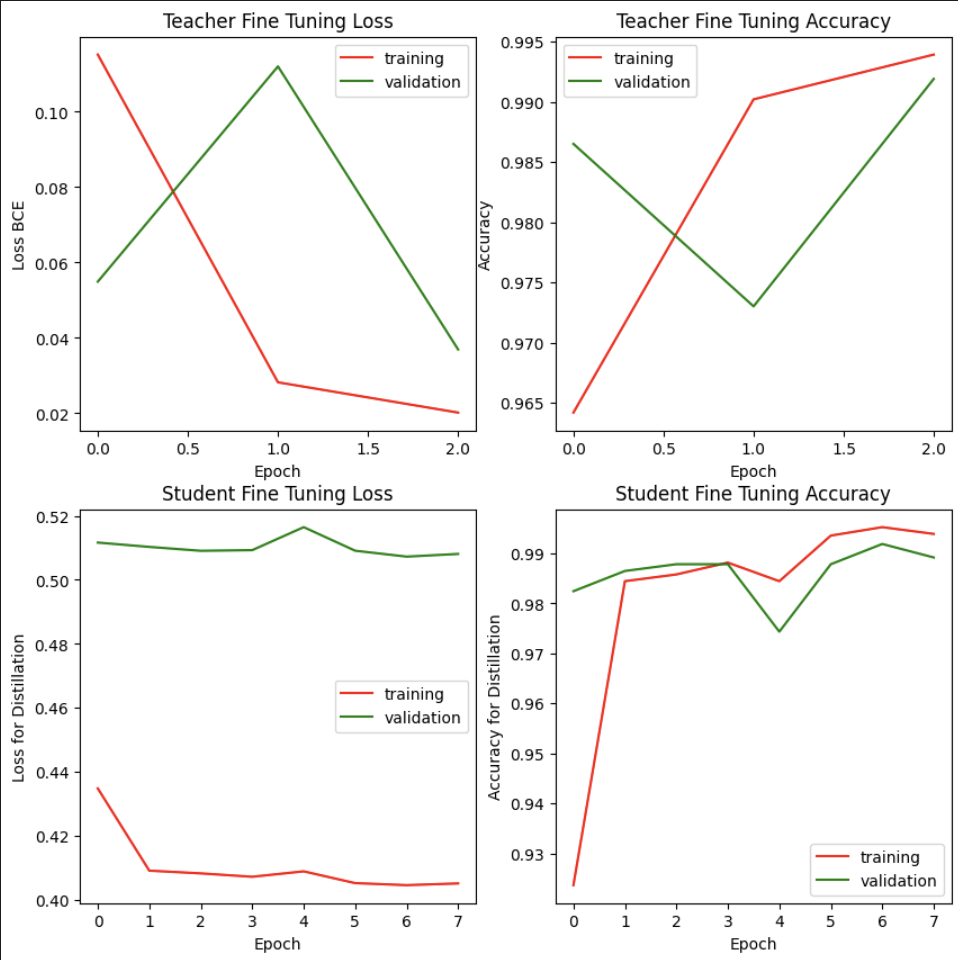 Teacher Fine Tuning Loss
training
validation
Loss BCE
0.10
0.08
0.06
0.04
0.02
0.0 0.5 1.0 1.5 2.0
Epoch
Teacher Fine Tuning Accuracy
training
validation
Accuracy
0.995
0.990
0.985
0.980
0.975
0.970
0.965
0.0 0.5 1.0 1.5 2.0
Epoch
Student Fine Tuning Loss
training
validation
Loss for Distillation
0.52
0.50
0.48
0.46
0.44
0.42
0.40
0 1 2 3 4 5 6 7
Epoch
Student Fine Tuning Accuracy
Accuracy for Distillation
0.99
0.98
0.97
0.96
0.95
0.94
0.93
training
validation
0 1 2 3 4 5 6 7
Epoch